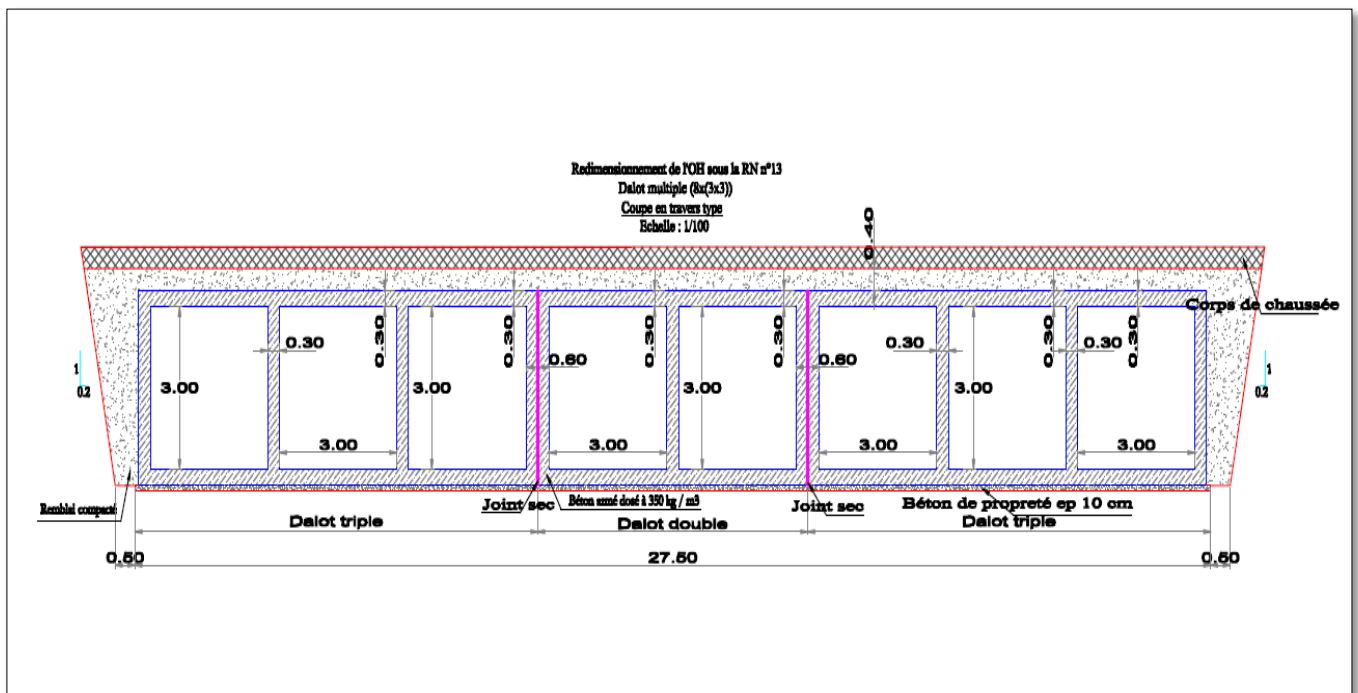 Redimensionnement de l'OH sous la RN n°13
Dalot multiple (8x(3x3))
Coupe en travers type
Echelle : 1/100
0.40
Corps de chaussée
0.30
0.30
0.30
0.30
0.30
0.30
0.30
0.30
0.30
0.30
0.60
0.60
1
0.2
1
0.2
3.00
3.00
3.00
3.00
3.00
3.00
3.00
3.00
Remblai compacté
Joint sec
Béton armé dosé à 350 kg / m3
Joint sec
Béton de propreté ep 10 cm
Dalot triple
Dalot double
Dalot triple
0.50
27.50
0.50